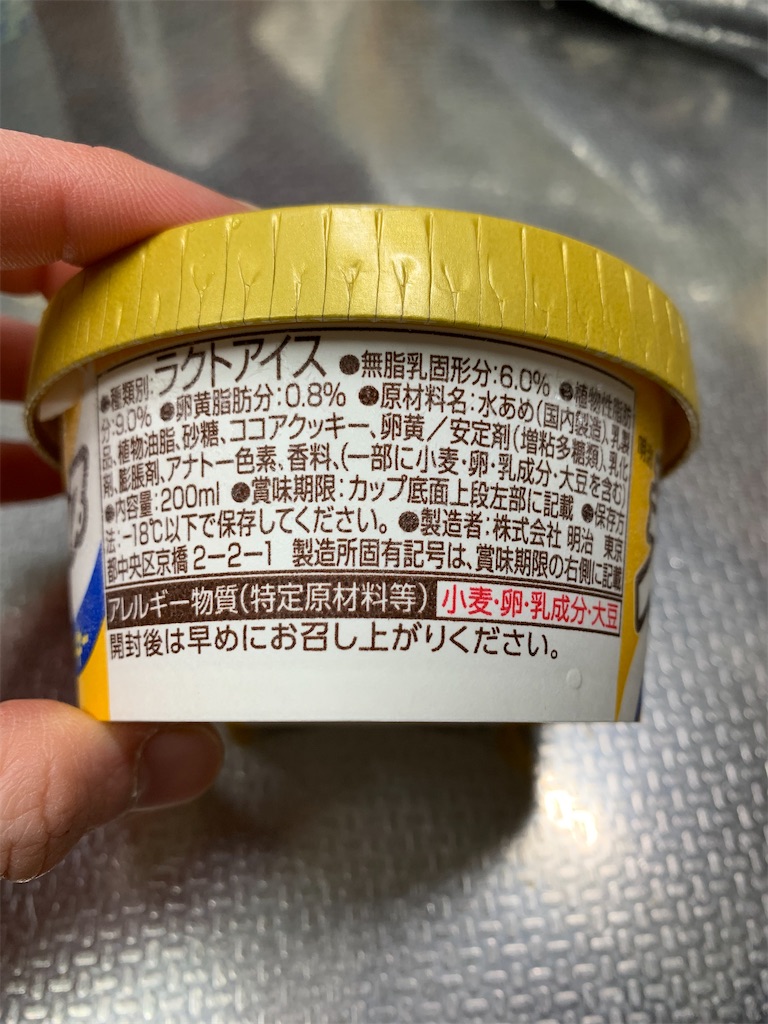 ●種類別:ラクトアイス ●無脂乳固形分:6.0% ●植物性脂肪
分:9.0% ●卵黄脂肪分:0.8% ●原材料名:水あめ(国内製造)、乳製
品、植物油脂、砂糖、ココアクッキー、卵黄/安定剤(増粘多糖類)、乳化
剤、膨脹剤、アナトー色素、香料、(一部に小麦・卵・乳成分・大豆を含む)
●内容量:200ml ●賞味期限:カップ底面上段左部に記載 ●保存方
法:-18℃以下で保存してください。 ●製造者:株式会社 明治 東京
都中央区京橋 2-2-1 製造所固有記号は、賞味期限の右側に記載
アレルギー物質(特定原材料等) 小麦・卵・乳成分・大豆
開封後は早めにお召し上がりください。